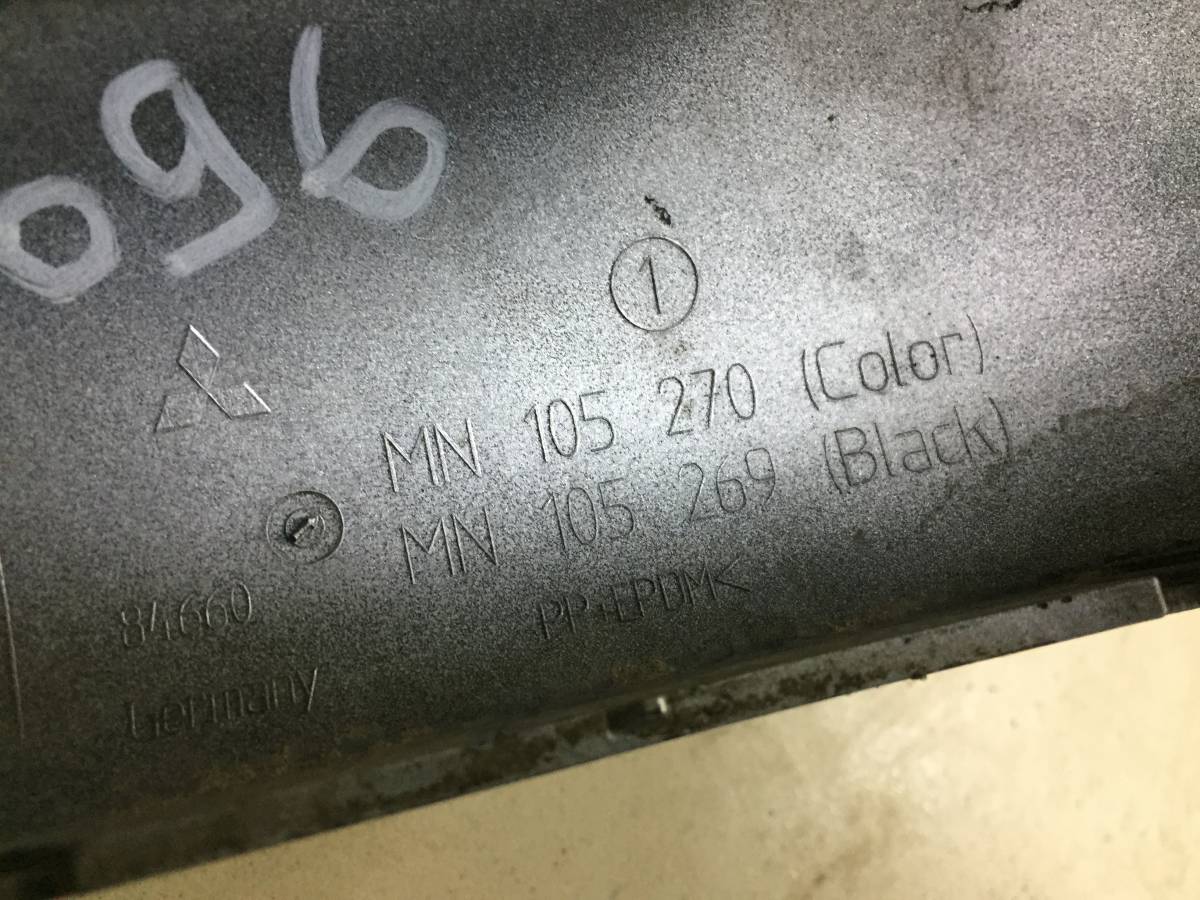 096
1
MN 105 270 (Color)
MN 105 269 (Black)
PP+EPDM<
84660
Germany